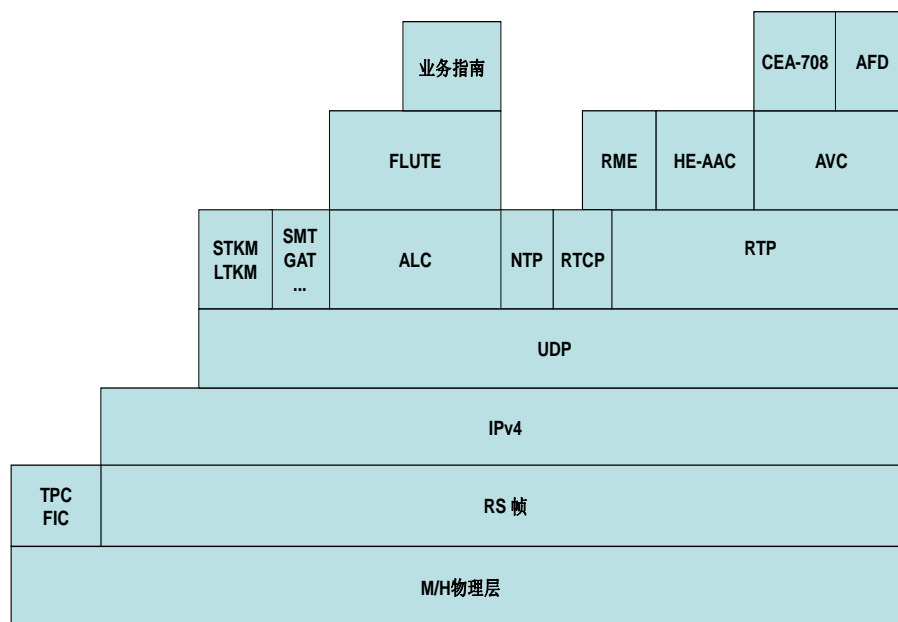 业务指南
CEA-708
AFD
FLUTE
RME
HE-AAC
AVC
STKM
LTKM
SMT
GAT
...
ALC
NTP
RTCP
RTP
UDP
IPv4
TPC
FIC
RS 帧
M/H物理层